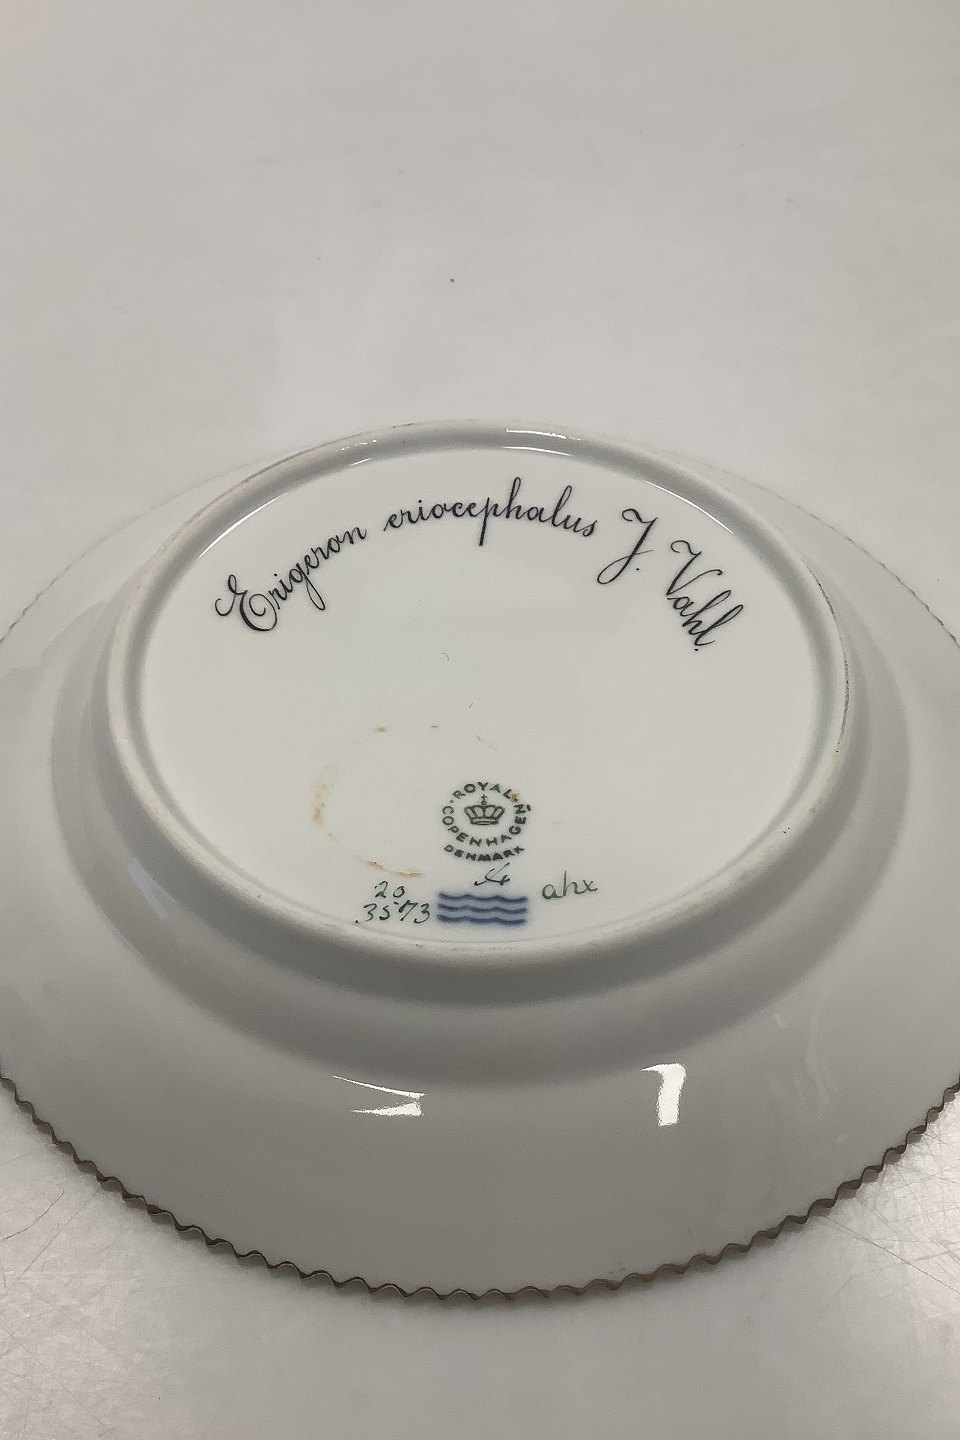 Erigeron eriocephalus J. Vahl.
ROYAL
COPENHAGEN
DENMARK
20
3573
ahx